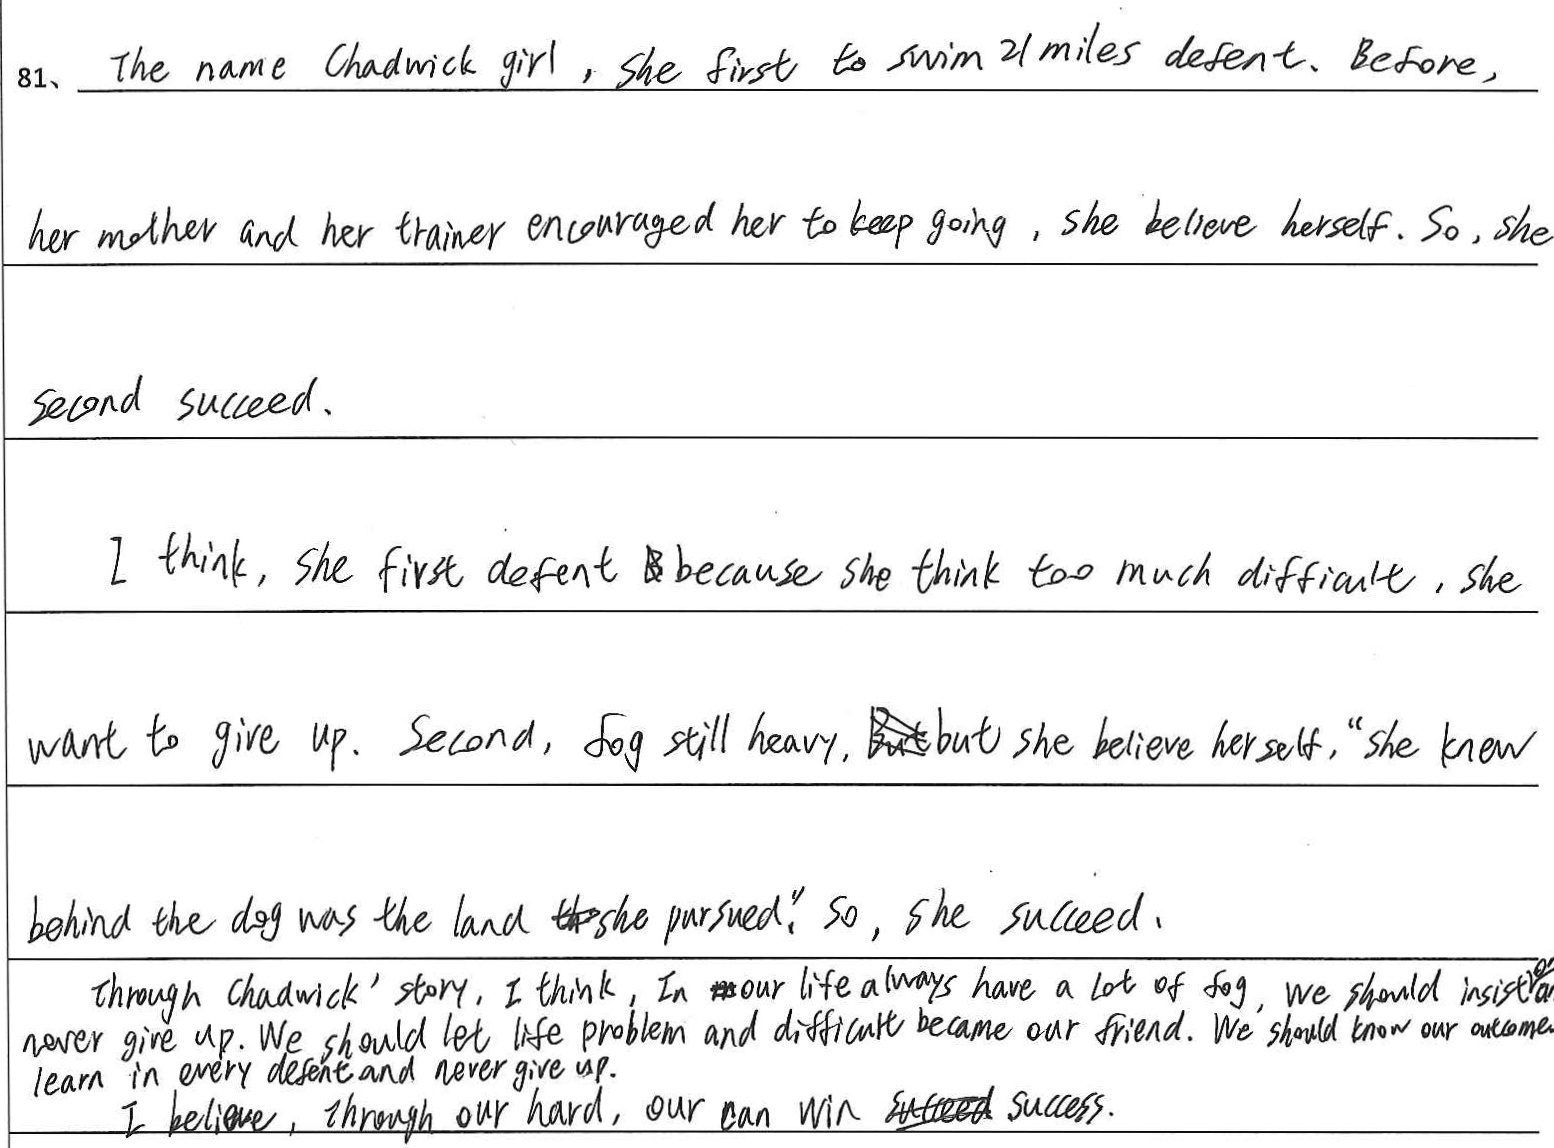 81、 The name Chadwick girl, she first to swim 21 miles defent. Before,
her mother and her trainer encouraged her to keep going, she believe herself. So, she
second succeed.
I think, she first defent because she think too much difficult, she
want to give up. Second, fog still heavy, but she believe herself, "she knew
behind the dog was the land she pursued." So, she succeed.
Through Chadwick' story, I think, In our life always have a lot of fog, we should insist
never give up. We should let life problem and difficult became our friend. We should know our outcome.
learn in every defent and never give up.
I believe, through our hard, our can win success.